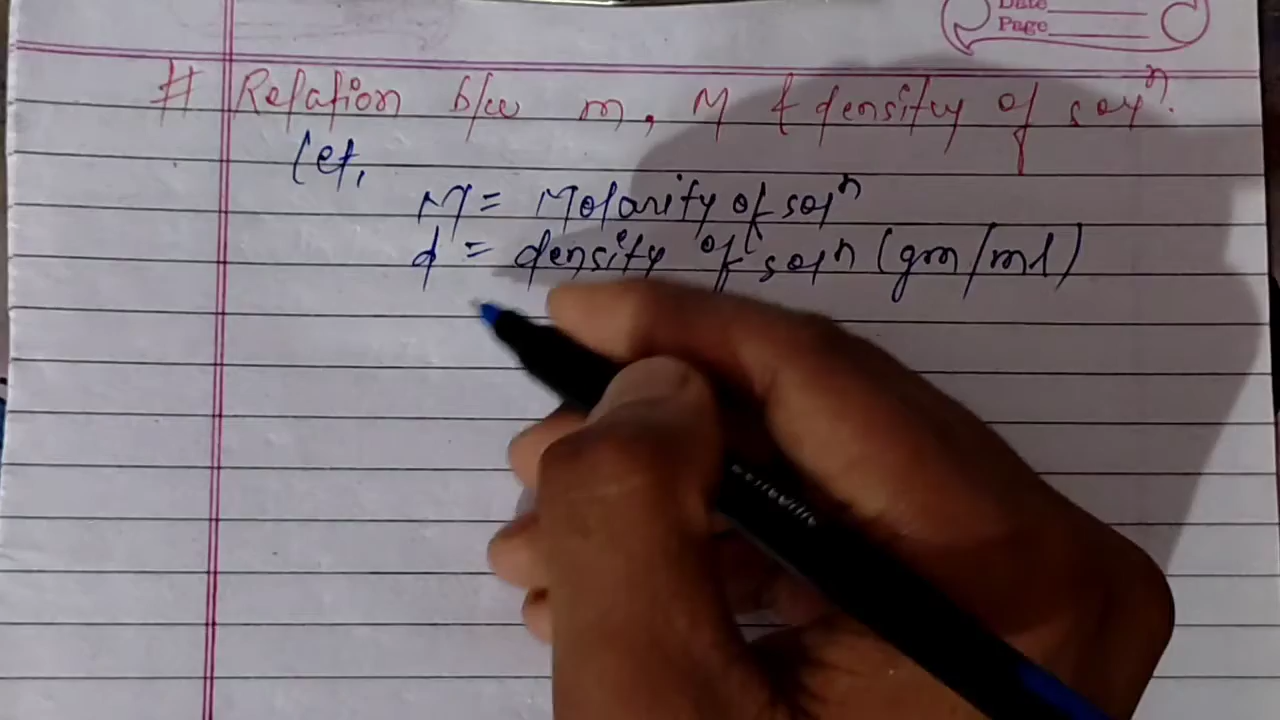 Date
Page
# Relation b/w m, M & density of solⁿ.
Let,
M = Molarity of solⁿ
d = density of solⁿ (gm/ml)